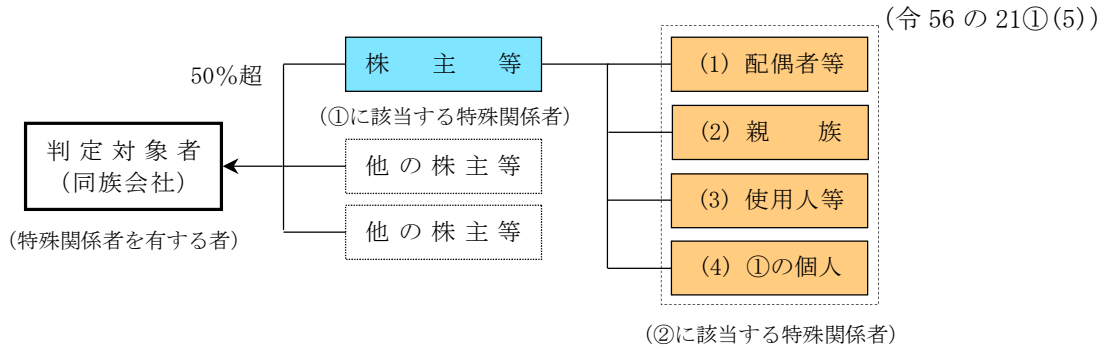 (令 56 の 21①(5))
50%超
株　主　等
(①に該当する特殊関係者)
他 の 株 主 等
他 の 株 主 等
判 定 対 象 者
(同族会社)
(特殊関係者を有する者)
(1) 配偶者等
(2) 親　　族
(3) 使用人等
(4) ①の個人
(②に該当する特殊関係者)